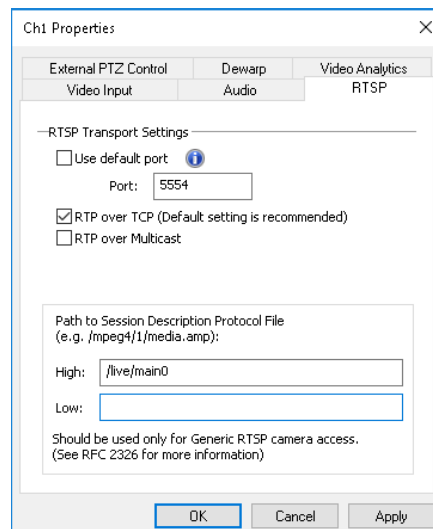 Ch1 Properties
External PTZ Control
Dewarp
Video Analytics
Video Input
Audio
RTSP
RTSP Transport Settings
Use default port
Port: 5554
RTP over TCP (Default setting is recommended)
RTP over Multicast
Path to Session Description Protocol File
(e.g. /mpeg4/1/media.amp):
High: /live/main0
Low:
Should be used only for Generic RTSP camera access.
(See RFC 2326 for more information)
OK
Cancel
Apply